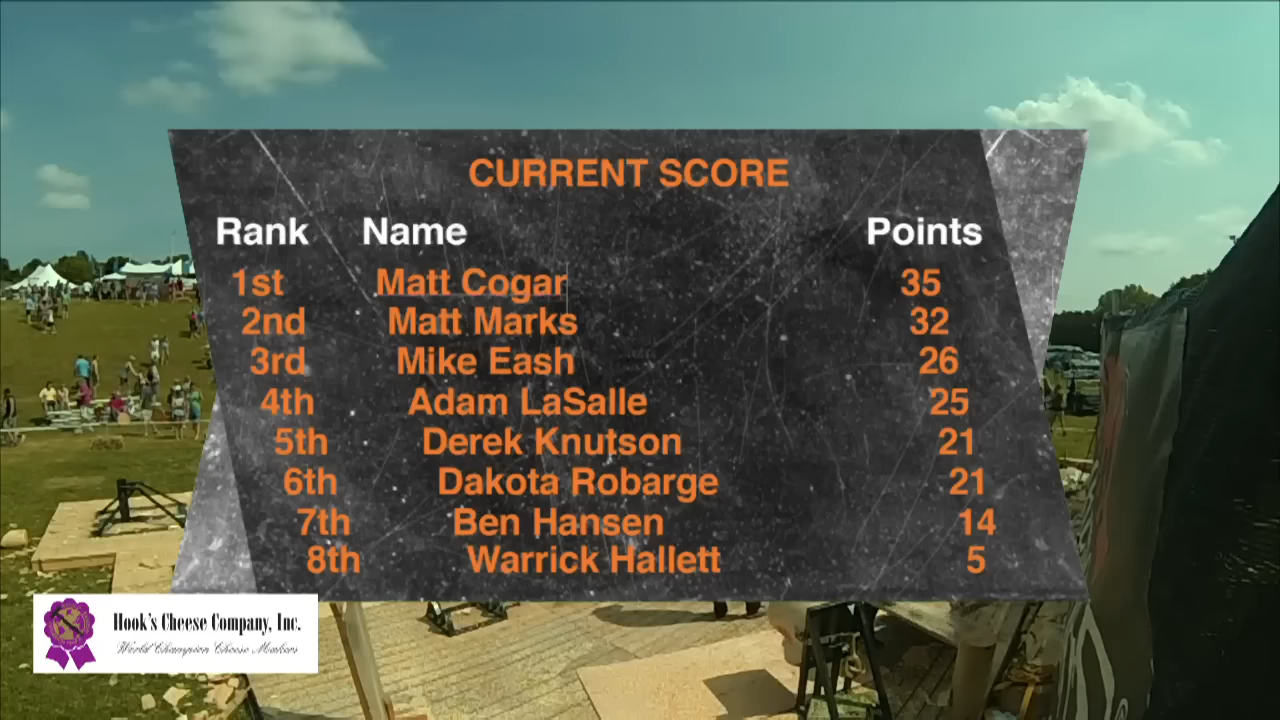 CURRENT SCORE
Rank Name Points
1st Matt Cogar 35
2nd Matt Marks 32
3rd Mike Eash 26
4th Adam LaSalle 25
5th Derek Knutson 21
6th Dakota Robarge 21
7th Ben Hansen 14
8th Warrick Hallett 5
Hook's Cheese Company, Inc.
World Champion Cheese Makers